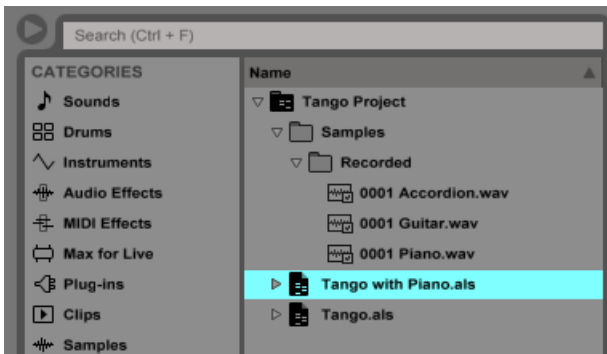 Search (Ctrl + F)
CATEGORIES
Sounds
Drums
Instruments
Audio Effects
MIDI Effects
Max for Live
Plug-ins
Clips
Samples
Name
Tango Project
Samples
Recorded
0001 Accordion.wav
0001 Guitar.wav
0001 Piano.wav
Tango with Piano.als
Tango.als